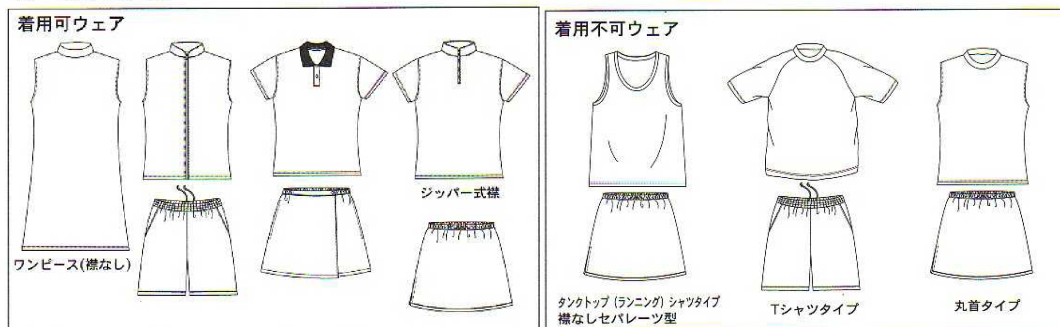 着用可ウェア
ジッパー式襟
ワンピース(襟なし)
着用不可ウェア
タンクトップ (ランニング) シャツタイプ
襟なしセパレーツ型
Tシャツタイプ
丸首タイプ